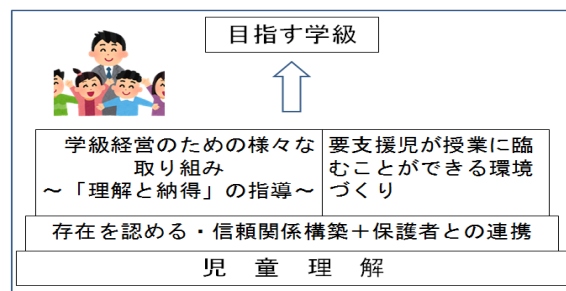 目指す学級
学級経営のための様々な
取り組み
～「理解と納得」の指導～
要支援児が授業に臨
むことができる環境
づくり
存在を認める・信頼関係構築＋保護者との連携
児童理解